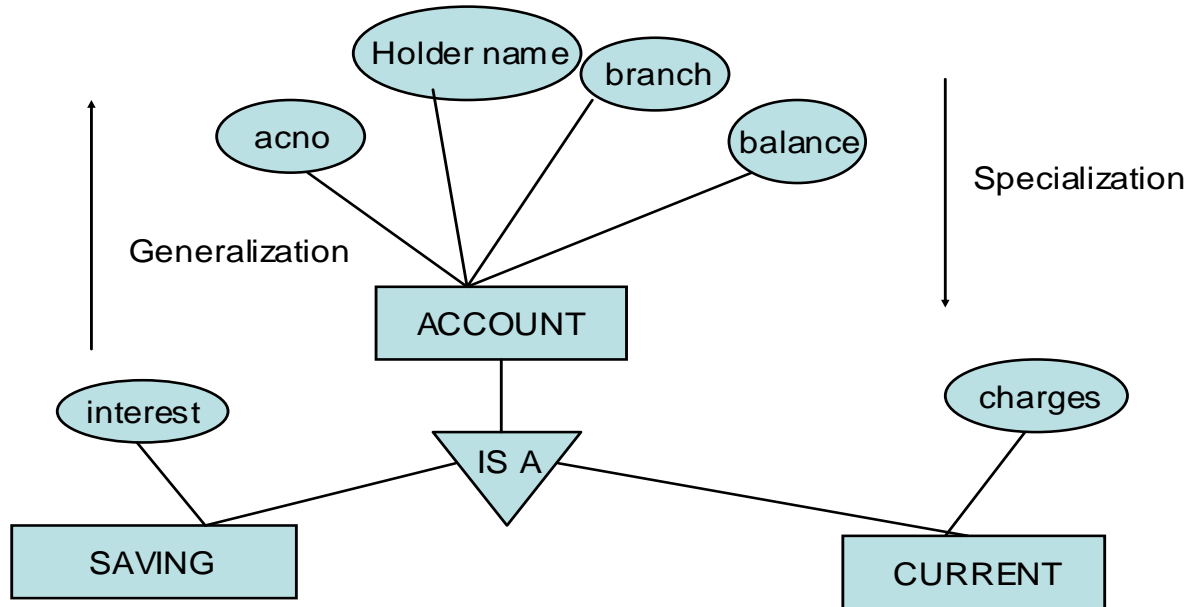 Holder name
branch
acno
balance
Specialization
Generalization
ACCOUNT
interest
charges
IS A
SAVING
CURRENT